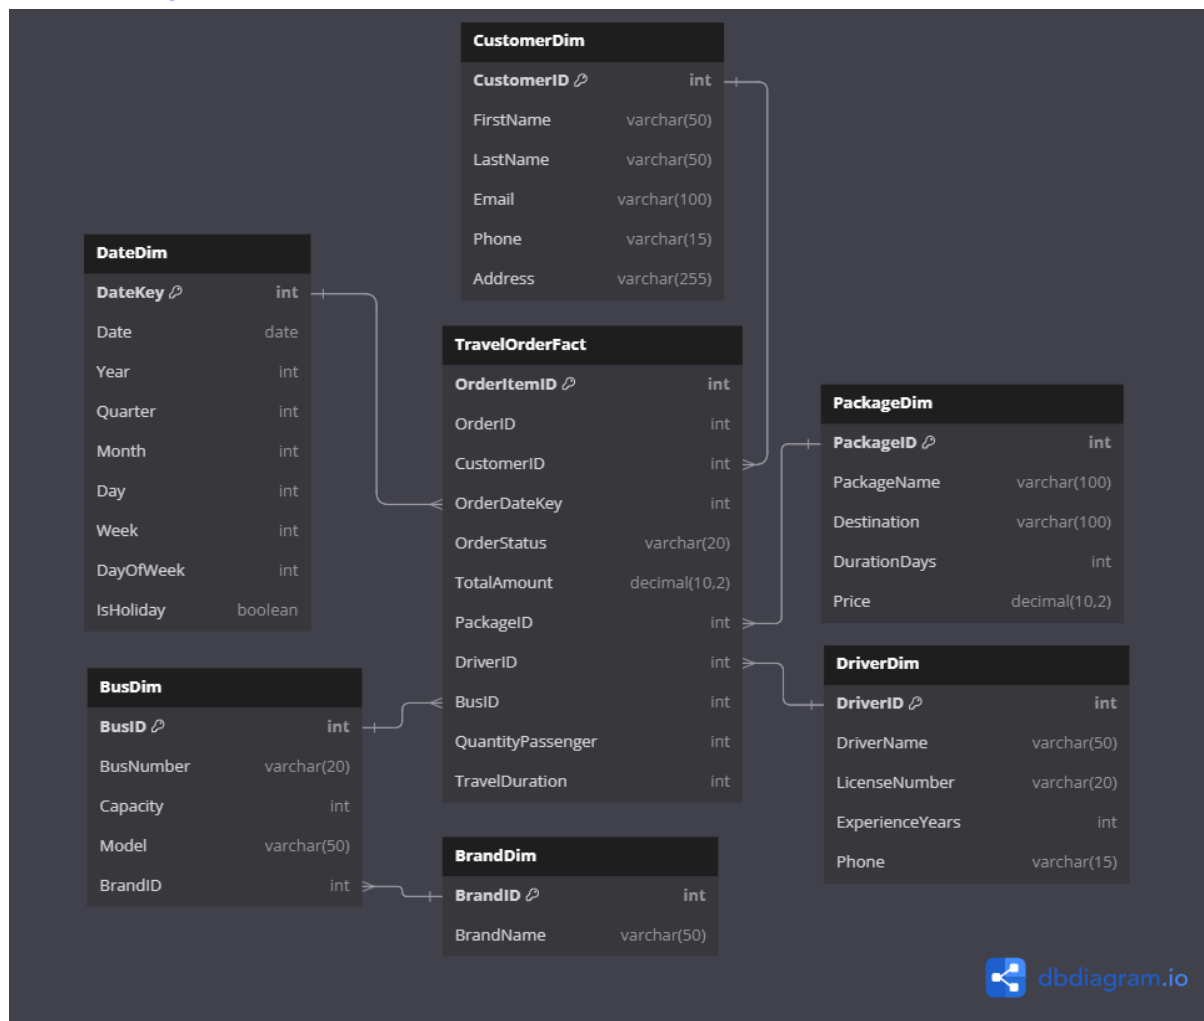 CustomerDim
CustomerID int
FirstName varchar(50)
LastName varchar(50)
Email varchar(100)
Phone varchar(15)
Address varchar(255)
DateDim
DateKey int
Date date
Year int
Quarter int
Month int
Day int
Week int
DayOfWeek int
IsHoliday boolean
TravelOrderFact
OrderItemID int
OrderID int
CustomerID int
OrderDateKey int
OrderStatus varchar(20)
TotalAmount decimal(10,2)
PackageID int
DriverID int
BusID int
QuantityPassenger int
TravelDuration int
PackageDim
PackageID int
PackageName varchar(100)
Destination varchar(100)
DurationDays int
Price decimal(10,2)
DriverDim
DriverID int
DriverName varchar(50)
LicenseNumber varchar(20)
ExperienceYears int
Phone varchar(15)
BusDim
BusID int
BusNumber varchar(20)
Capacity int
Model varchar(50)
BrandID int
BrandDim
BrandID int
BrandName varchar(50)
dbdiagram.io